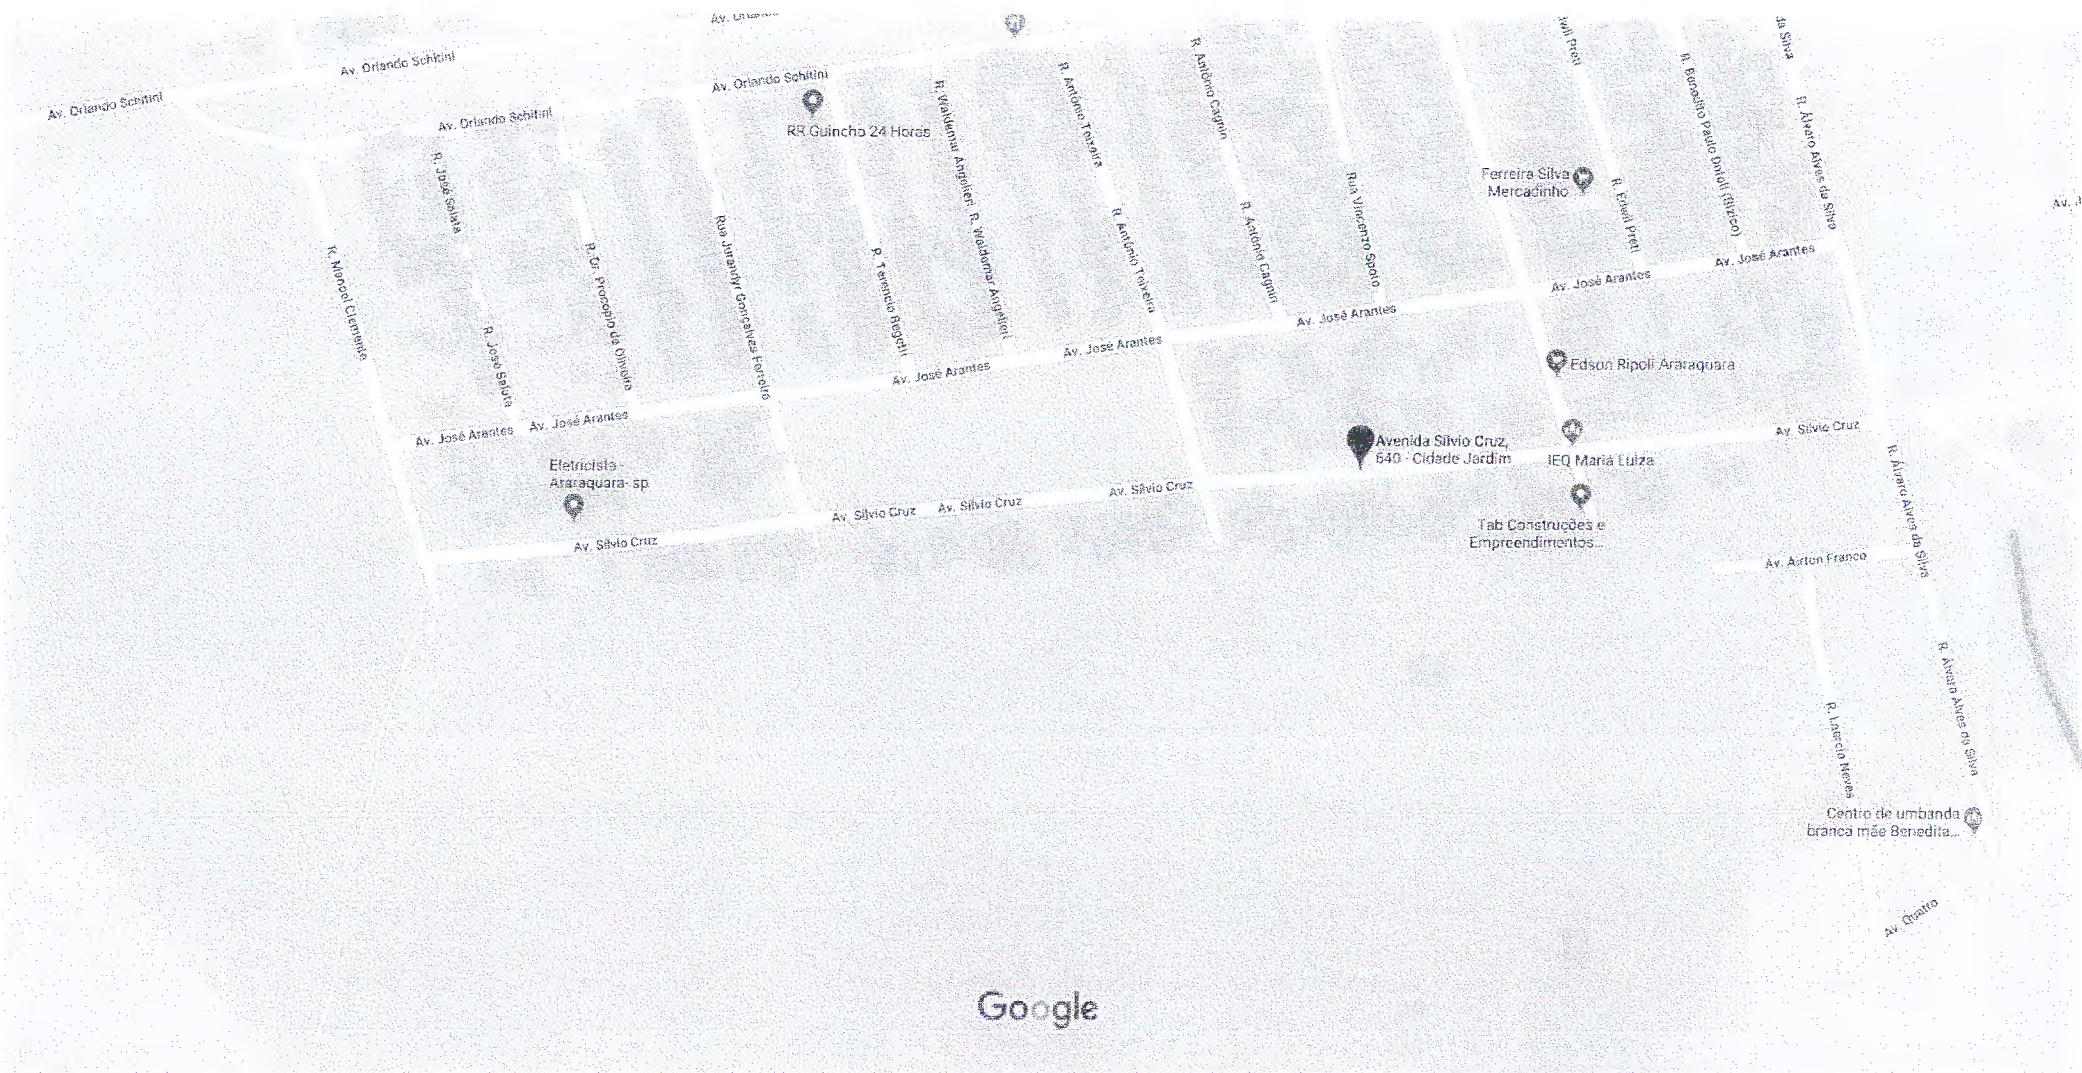 Av. Orlando Schitini
Av. Orlando Schitini
Av. Orlando Schitini
Av. Orlando Schitini
RR Guincho 24 Horas
R. Waldemar Angelieri
R. Waldemar Angelieri
R. Antônio Teixeira
R. Antônio Teixeira
R. Antônio Cagnin
R. Antônio Cagnin
Rua Vincenzo Spoto
Ferreira Silva
Mercadinho
R. Edwil Preti
R. Álvaro Alves da Silva
da Silva
R. José Salata
R. José Salata
R. Manoel Clemente
R. Dr. Procopio de Oliveira
Rua Jurandyr Gonçalves Ferreira
R. Terencio Begotti
Av. José Arantes
Av. José Arantes
Av. José Arantes
Av. José Arantes
Av. José Arantes
Av. José Arantes
Av. José Arantes
Edson Ripoli Araraquara
Avenida Silvio Cruz,
640 - Cidade Jardim
IEQ Maria Luiza
Av. Silvio Cruz
Eletricista -
Araraquara- sp
Av. Silvio Cruz
Av. Silvio Cruz
Av. Silvio Cruz
Av. Silvio Cruz
Tab Construções e
Empreendimentos...
R. Álvaro Alves da Silva
Av. Airton Franco
R. Álvaro Alves da Silva
R. Laercio Neves
Centro de umbanda
branca mãe Benedita...
Av. Quatro
Google